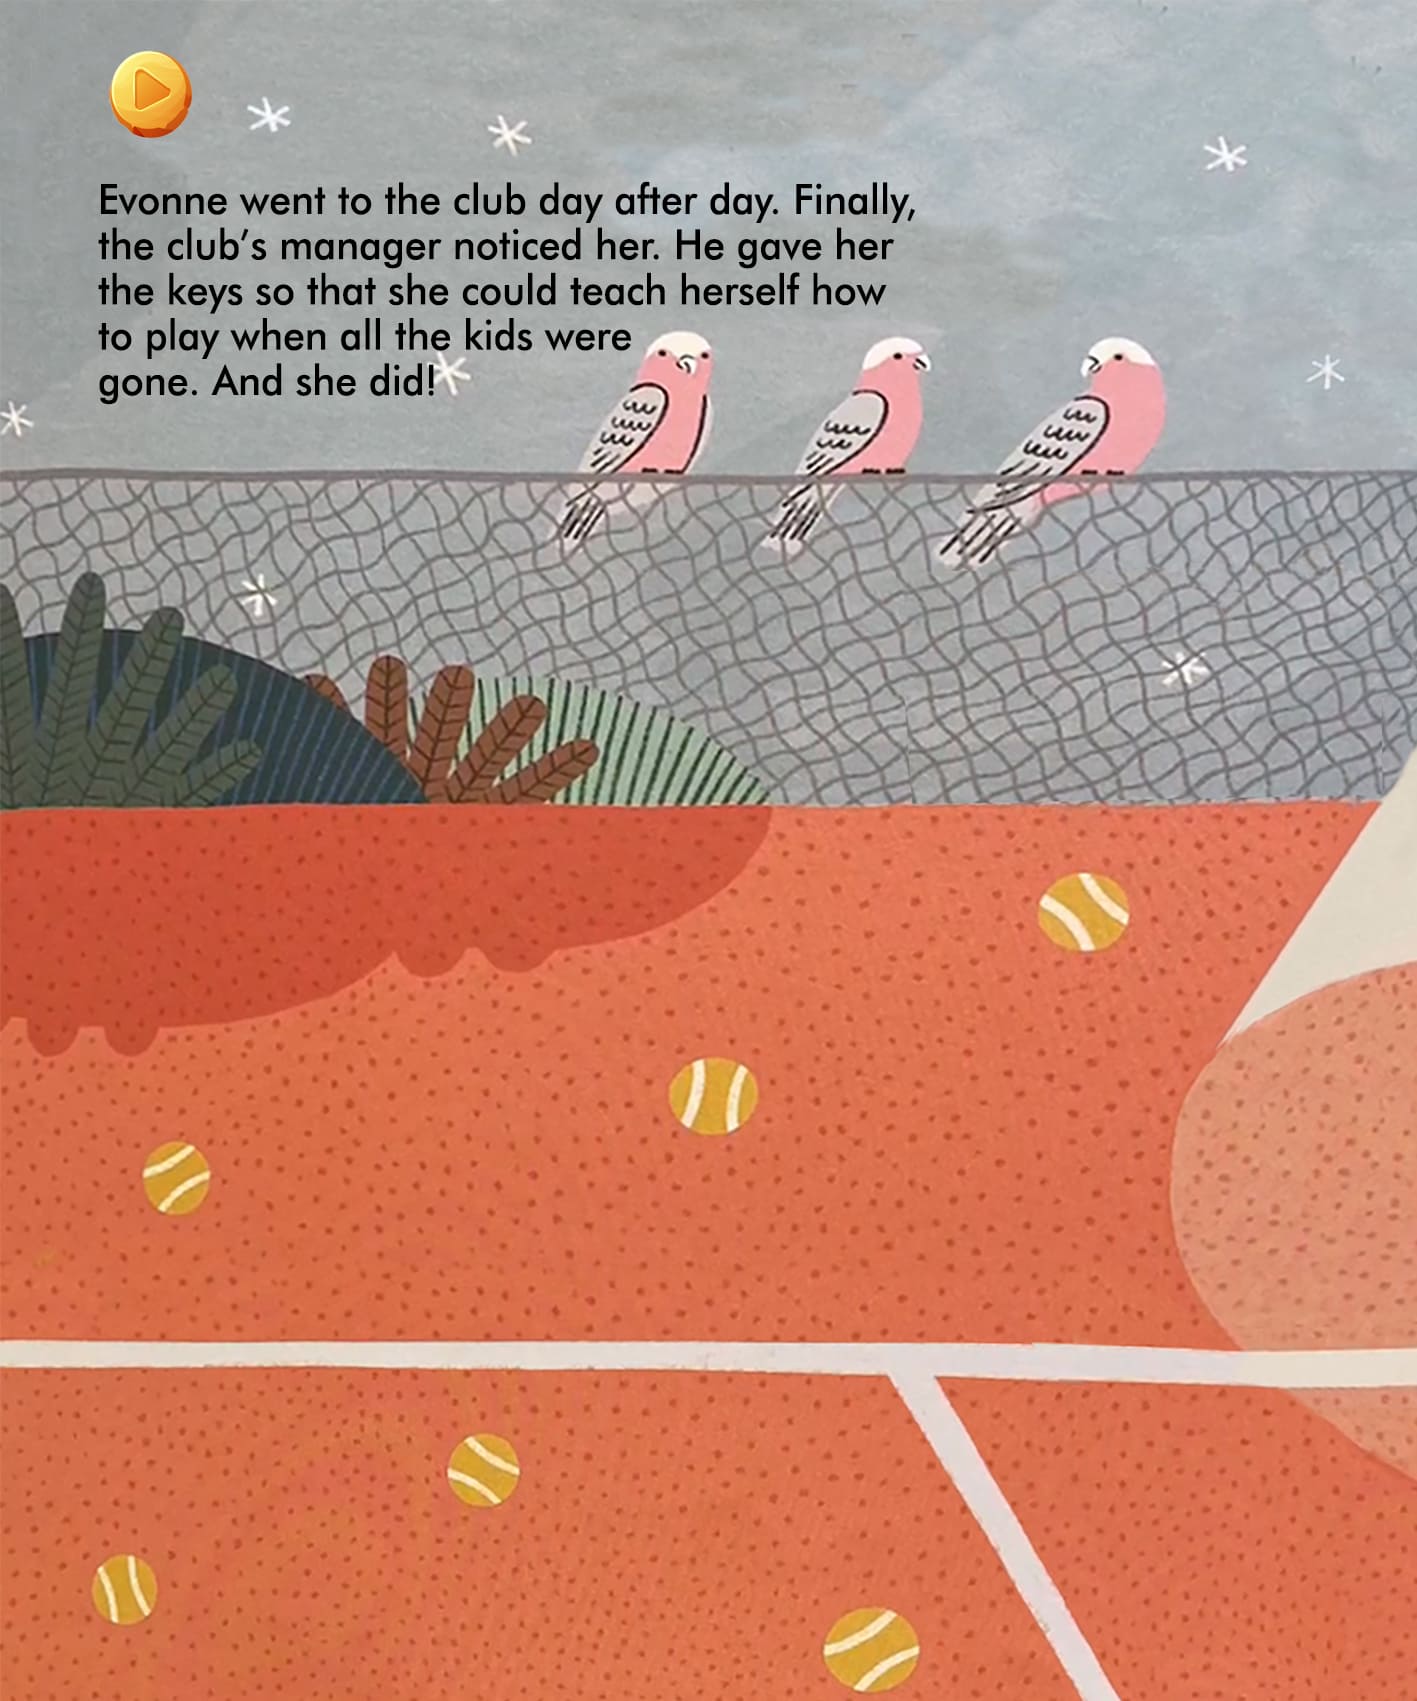 Evonne went to the club day after day. Finally,
the club’s manager noticed her. He gave her
the keys so that she could teach herself how
to play when all the kids were
gone. And she did!